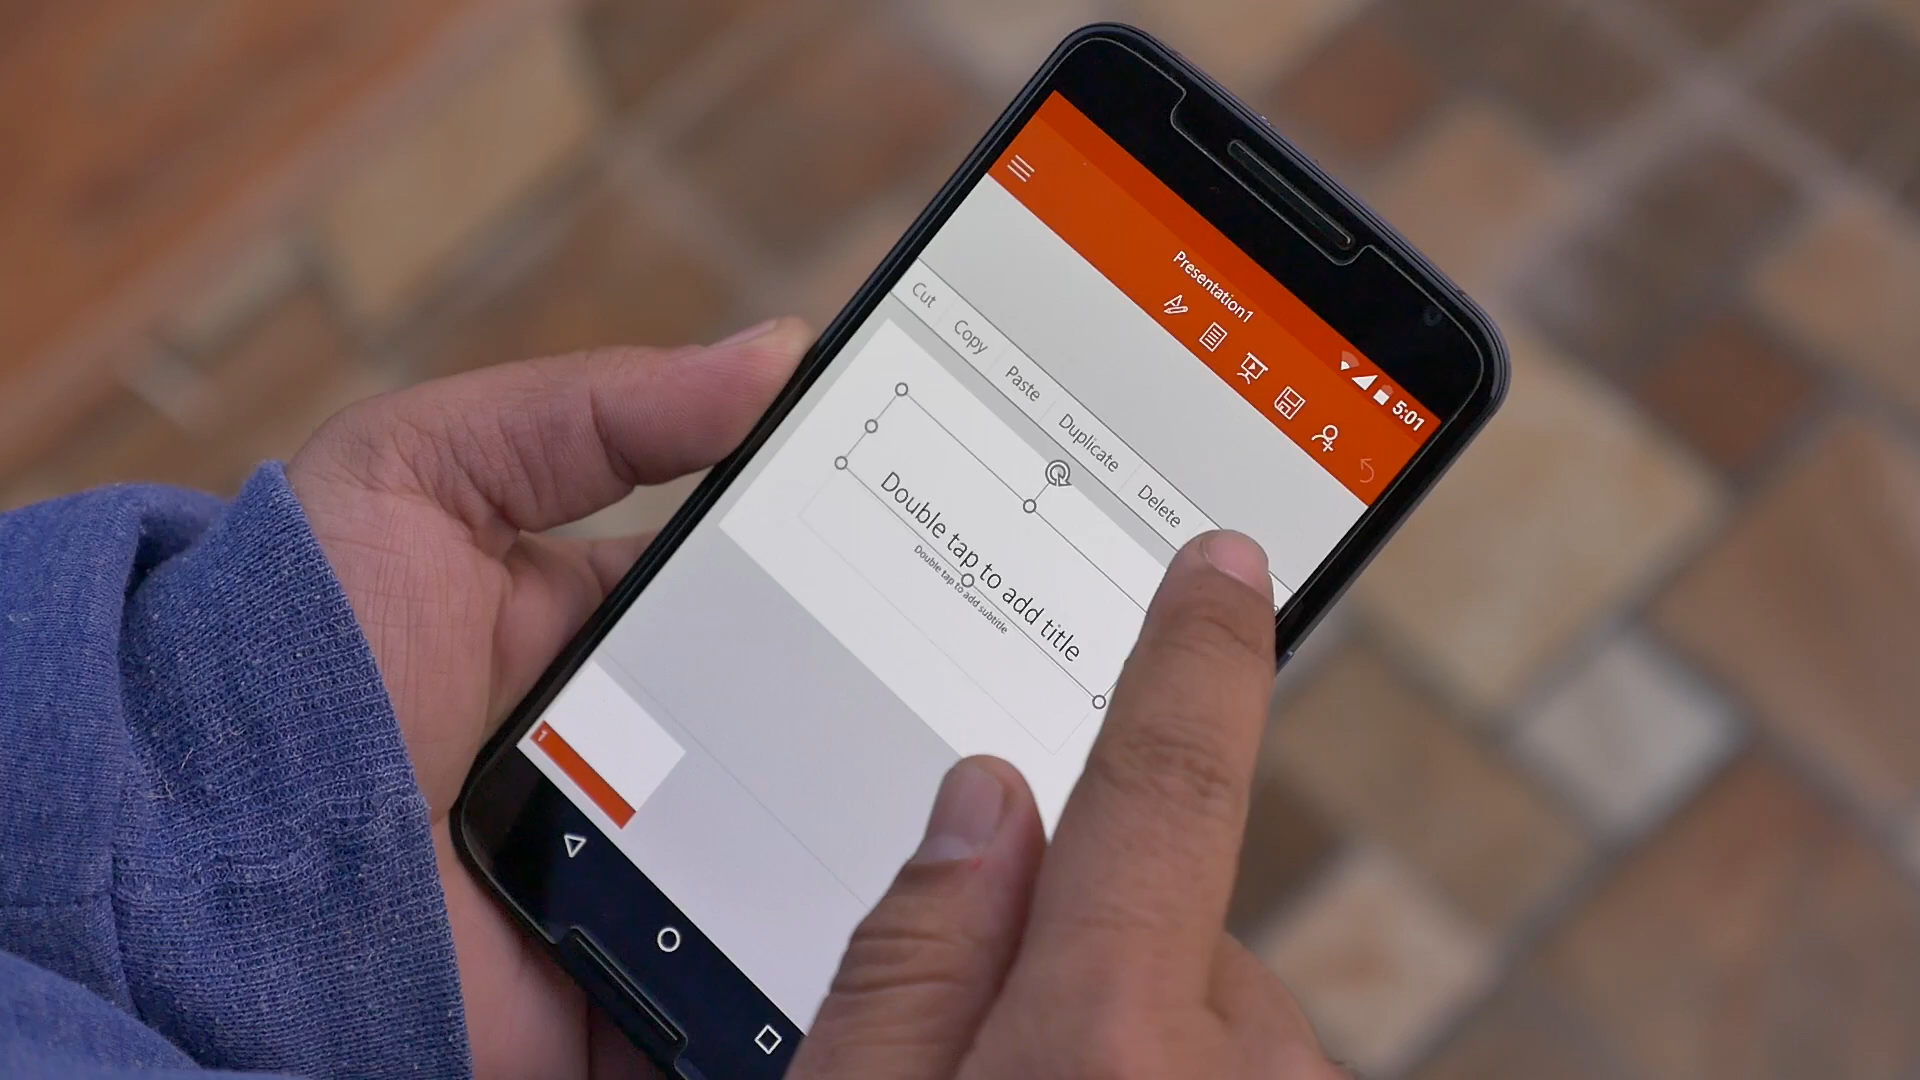 5:01
Presentation1
Cut Copy Paste Duplicate Delete
Double tap to add title
Double tap to add subtitle
1